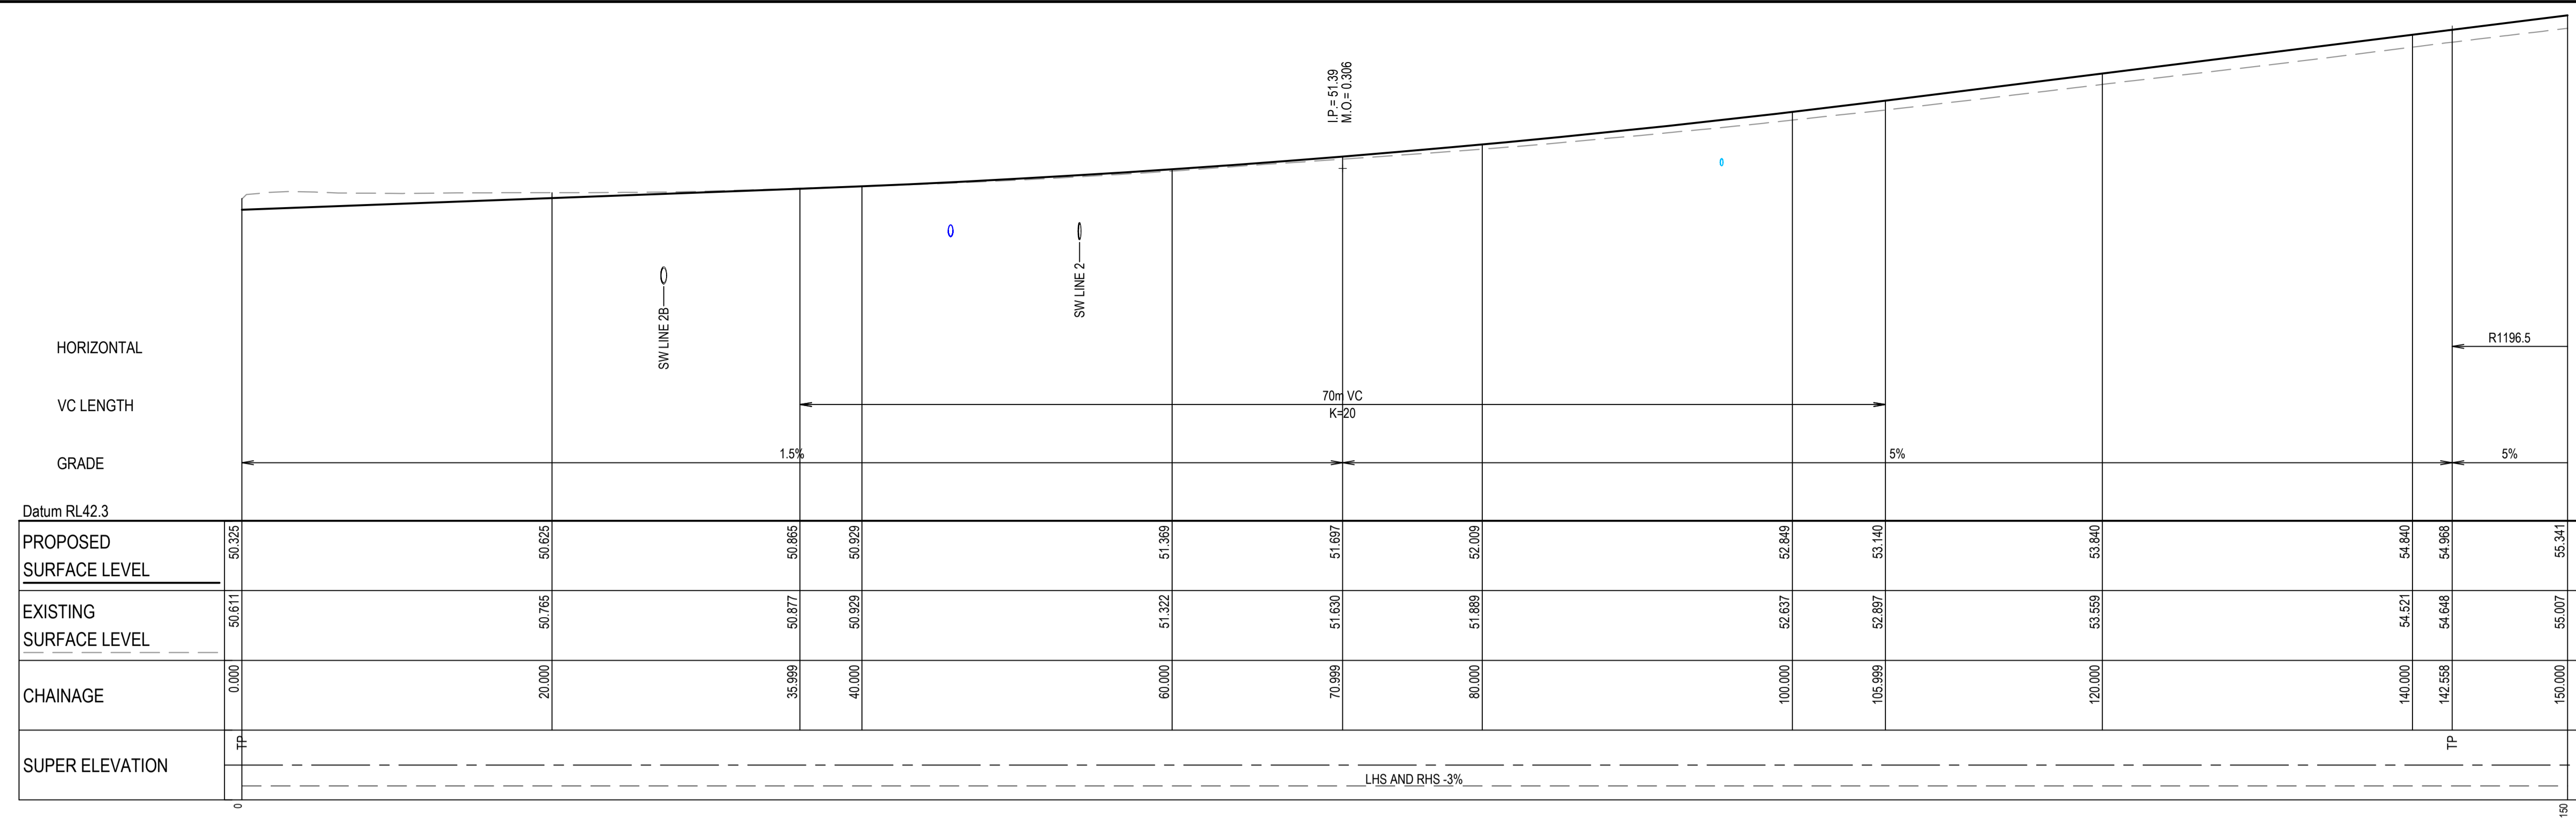 I.P.= 51.39
M.O.= 0.306
SW LINE 2B
SW LINE 2
HORIZONTAL
R1196.5
VC LENGTH
70m VC
K=20
GRADE
1.5%
5%
5%
Datum RL42.3
PROPOSED
SURFACE LEVEL
50.325 50.625 50.865 50.929 51.369 51.697 52.009 52.849 53.140 53.840 54.840 54.968 55.341
EXISTING
SURFACE LEVEL
50.611 50.765 50.877 50.929 51.322 51.630 51.889 52.637 52.897 53.559 54.521 54.648 55.007
CHAINAGE
0.000 20.000 35.999 40.000 60.000 70.999 80.000 100.000 105.999 120.000 140.000 142.558 150.000
SUPER ELEVATION
TP
TP
LHS AND RHS -3%
0
150